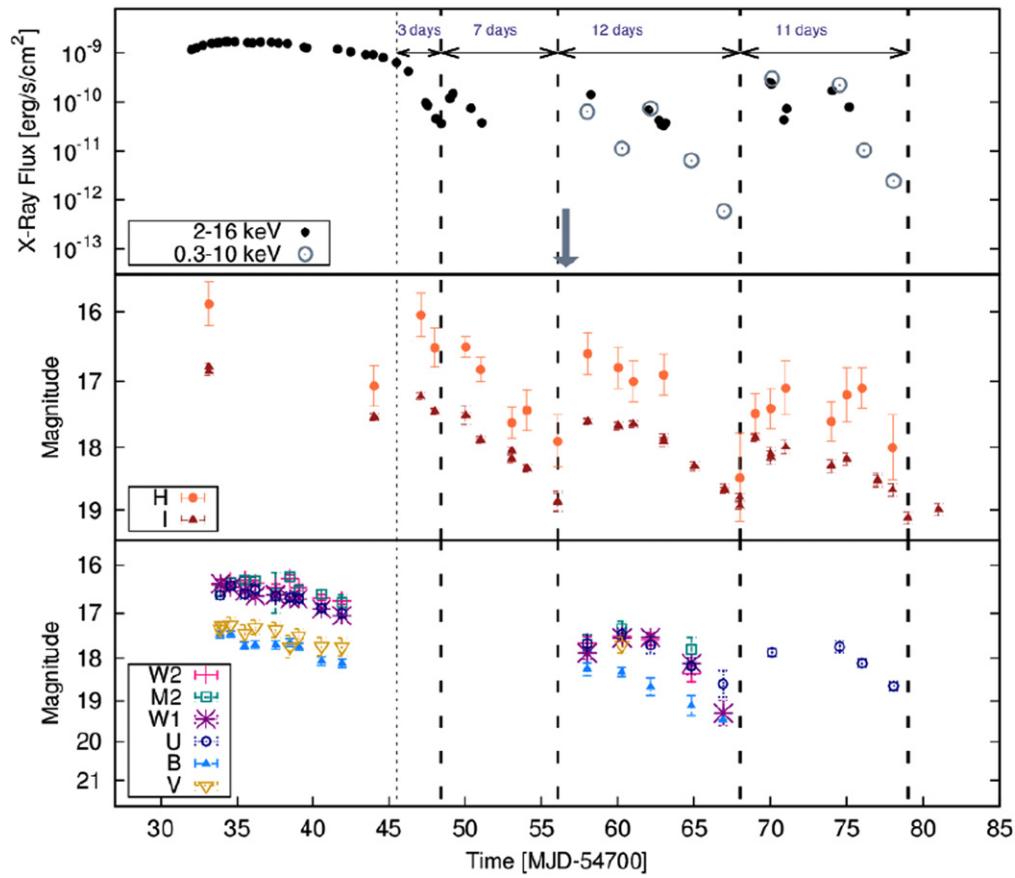 3 days 7 days 12 days 11 days
X-Ray Flux [erg/s/cm²]
10⁻⁹
10⁻¹⁰
10⁻¹¹
10⁻¹²
10⁻¹³
2-16 keV
0.3-10 keV
Magnitude
16
17
18
19
H
I
Magnitude
16
17
18
19
20
21
W2
M2
W1
U
B
V
30 35 40 45 50 55 60 65 70 75 80 85
Time [MJD-54700]